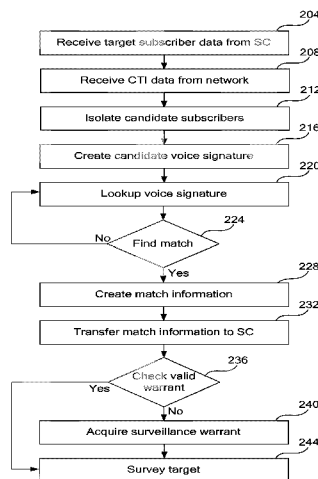 204
Receive target subscriber data from SC
208
Receive CTI data from network
212
Isolate candidate subscribers
216
Create candidate voice signature
220
Lookup voice signature
224
No
Find match
Yes
228
Create match information
232
Transfer match information to SC
236
Check valid
warrant
Yes
No
240
Acquire surveillance warrant
244
Survey target